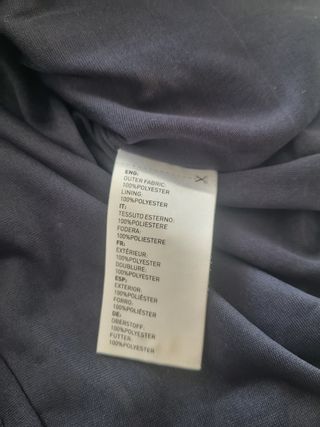 ENG:
OUTER FABRIC:
100%POLYESTER
LINING:
100%POLYESTER
IT:
TESSUTO ESTERNO:
100%POLIESTERE
FODERA:
100%POLIESTERE
FR:
EXTÉRIEUR:
100%POLYESTER
DOUBLURE:
100%POLYESTER
ESP:
EXTERIOR:
100%POLIÉSTER
FORRO:
100%POLIÉSTER
DE:
OBERSTOFF:
100%POLYESTER
FUTTER:
100%POLYESTER